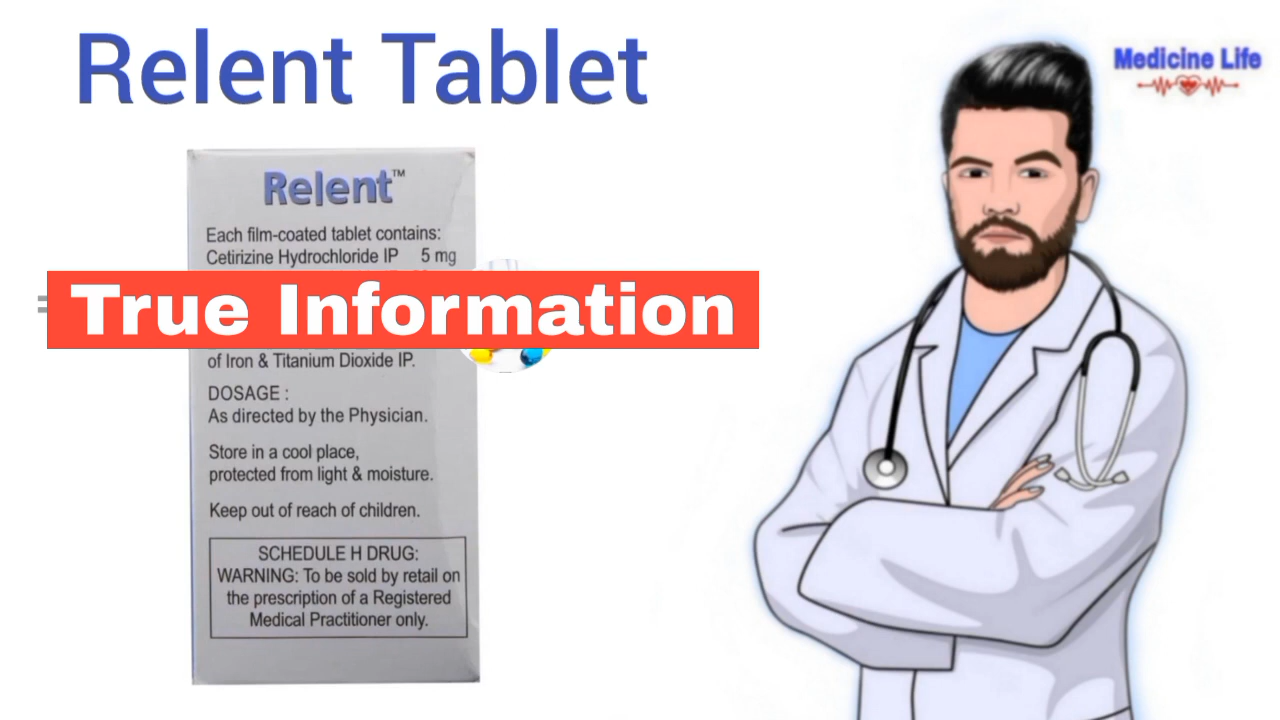 Relent Tablet
Medicine Life
Relent™
Each film-coated tablet contains:
Cetirizine Hydrochloride IP 5 mg
True Information
of Iron & Titanium Dioxide IP.
DOSAGE :
As directed by the Physician.
Store in a cool place,
protected from light & moisture.
Keep out of reach of children.
SCHEDULE H DRUG:
WARNING: To be sold by retail on
the prescription of a Registered
Medical Practitioner only.